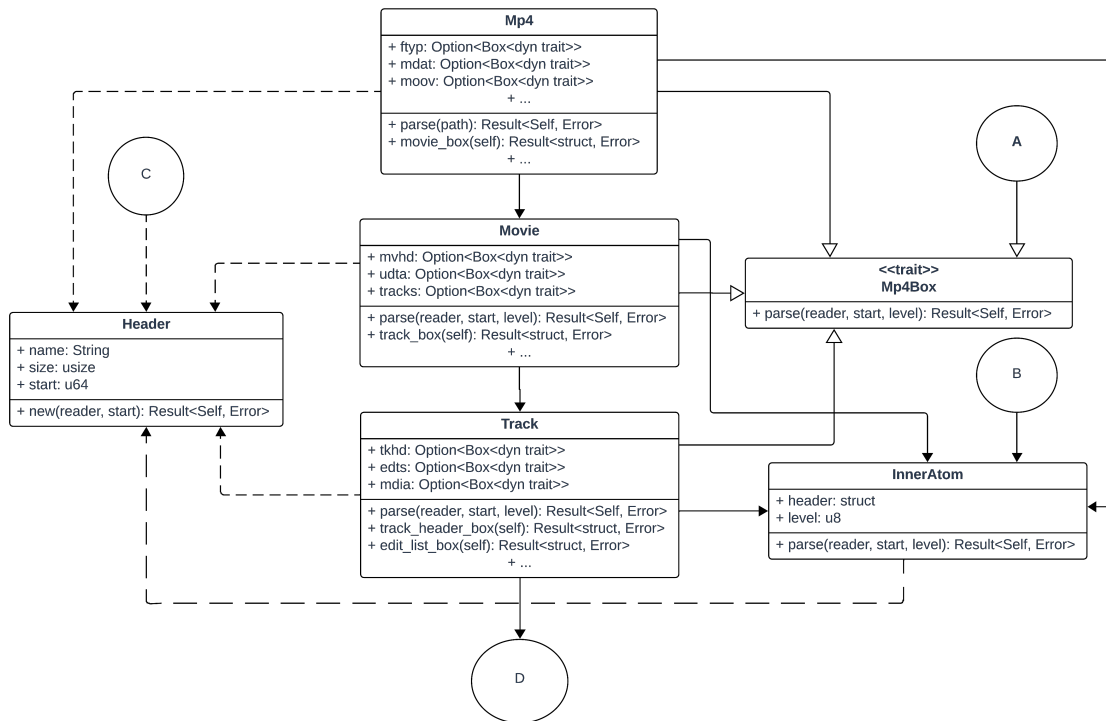 Mp4
+ ftyp: Option<Box<dyn trait>>
+ mdat: Option<Box<dyn trait>>
+ moov: Option<Box<dyn trait>>
+ ...
+ parse(path): Result<Self, Error>
+ movie_box(self): Result<struct, Error>
+ ...
A
C
Movie
+ mvhd: Option<Box<dyn trait>>
+ udta: Option<Box<dyn trait>>
+ tracks: Option<Box<dyn trait>>
+ parse(reader, start, level): Result<Self, Error>
+ track_box(self): Result<struct, Error>
+ ...
<<trait>>
Mp4Box
+ parse(reader, start, level): Result<Self, Error>
Header
+ name: String
+ size: usize
+ start: u64
+ new(reader, start): Result<Self, Error>
B
Track
+ tkhd: Option<Box<dyn trait>>
+ edts: Option<Box<dyn trait>>
+ mdia: Option<Box<dyn trait>>
+ parse(reader, start, level): Result<Self, Error>
+ track_header_box(self): Result<struct, Error>
+ edit_list_box(self): Result<struct, Error>
+ ...
InnerAtom
+ header: struct
+ level: u8
+ parse(reader, start, level): Result<Self, Error>
D